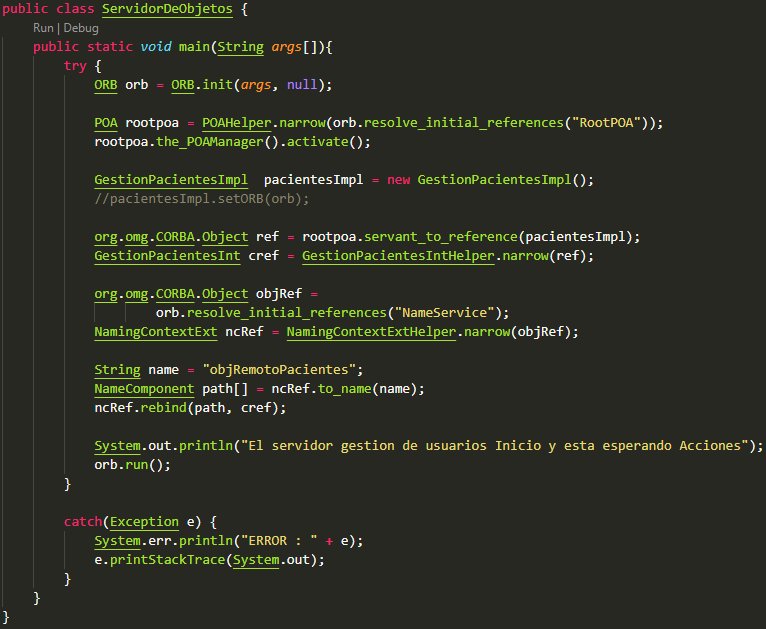 public class ServidorDeObjetos {
Run | Debug
public static void main(String args[]){
try {
ORB orb = ORB.init(args, null);
POA rootpoa = POAHelper.narrow(orb.resolve_initial_references("RootPOA"));
rootpoa.the_POAManager().activate();
GestionPacientesImpl  pacientesImpl = new GestionPacientesImpl();
//pacientesImpl.setORB(orb);
org.omg.CORBA.Object ref = rootpoa.servant_to_reference(pacientesImpl);
GestionPacientesInt cref = GestionPacientesIntHelper.narrow(ref);
org.omg.CORBA.Object objRef =
orb.resolve_initial_references("NameService");
NamingContextExt ncRef = NamingContextExtHelper.narrow(objRef);
String name = "objRemotoPacientes";
NameComponent path[] = ncRef.to_name(name);
ncRef.rebind(path, cref);
System.out.println("El servidor gestion de usuarios Inicio y esta esperando Acciones");
orb.run();
}
catch(Exception e) {
System.err.println("ERROR : " + e);
e.printStackTrace(System.out);
}
}
}